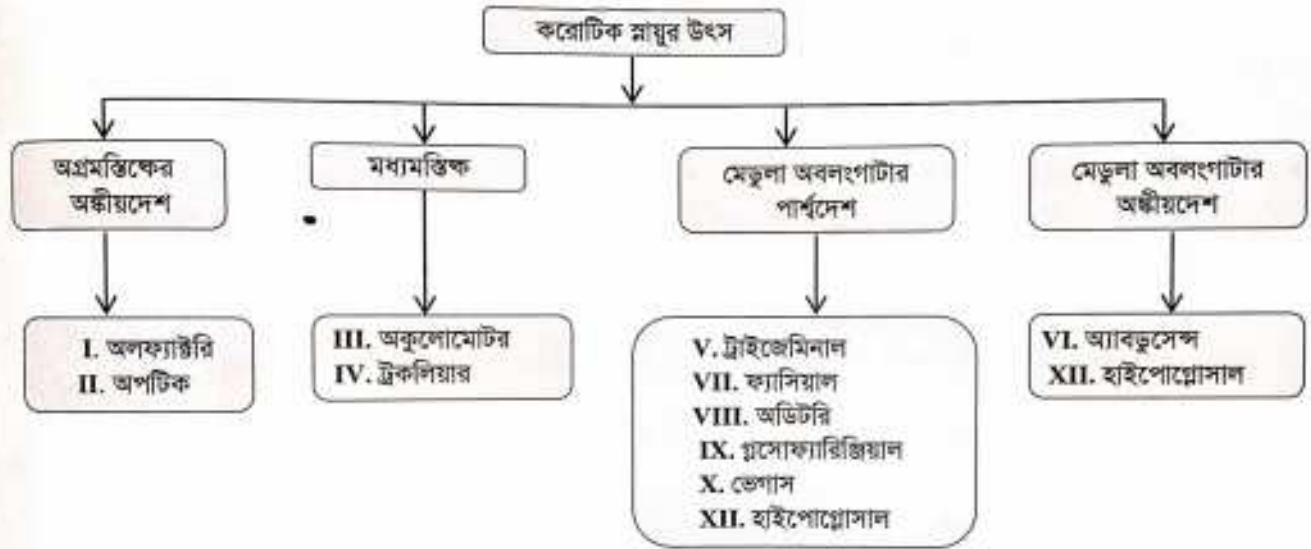 করোটিক স্নায়ুর উৎস
অগ্রমস্তিষ্কের
অঙ্কীয়দেশ
মধ্যমস্তিষ্ক
মেডুলা অবলংগাটার
পার্শ্বদেশ
মেডুলা অবলংগাটার
অঙ্কীয়দেশ
I. অলফ্যাক্টরি
II. অপটিক
III. অকুলোমোটর
IV. ট্রকলিয়ার
V. ট্রাইজেমিনাল
VII. ফ্যাসিয়াল
VIII. অডিটরি
IX. গ্লসোফ্যারিঞ্জিয়াল
X. ভেগাস
XII. হাইপোগ্লোসাল
VI. অ্যাবডুসেন্স
XII. হাইপোগ্লোসাল